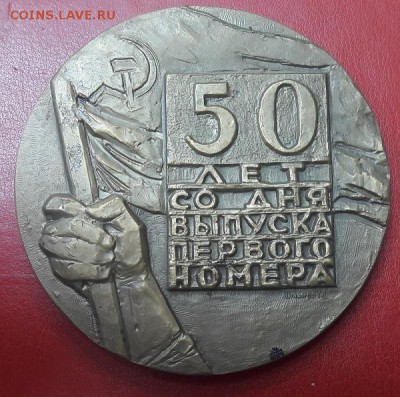 COINS.LAVE.RU
50
ЛЕТ
СО ДНЯ
ВЫПУСКА
ПЕРВОГО
НОМЕРА